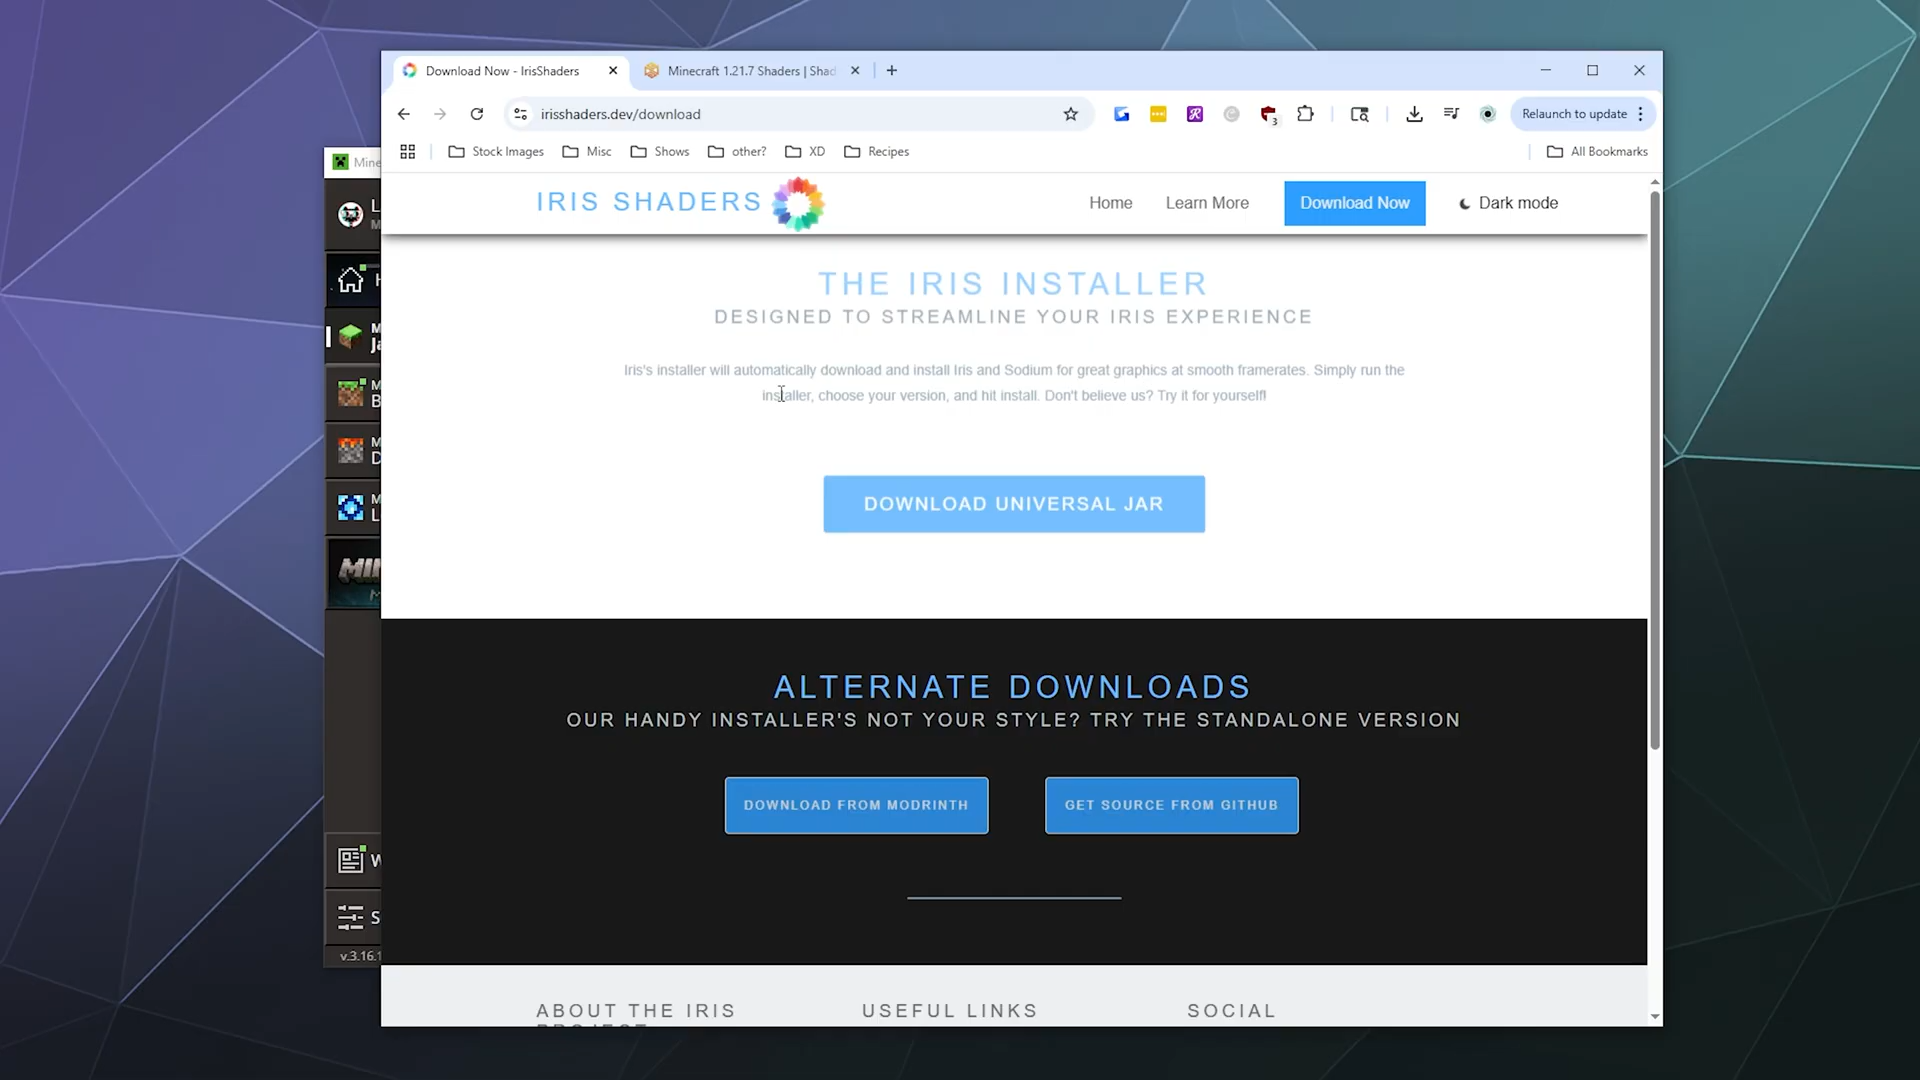 Download Now - IrisShaders
Minecraft 1.21.7 Shaders | Shad
irisshaders.dev/download
3
Relaunch to update
Stock Images
Misc
Shows
other?
XD
Recipes
All Bookmarks
Mine
IRIS SHADERS
Home
Learn More
Download Now
Dark mode
L
M
H
THE IRIS INSTALLER
DESIGNED TO STREAMLINE YOUR IRIS EXPERIENCE
M
Ja
Iris's installer will automatically download and install Iris and Sodium for great graphics at smooth framerates. Simply run the
installer, choose your version, and hit install. Don't believe us? Try it for yourself!
M
B
M
D
M
L
DOWNLOAD UNIVERSAL JAR
MIN
M
ALTERNATE DOWNLOADS
OUR HANDY INSTALLER'S NOT YOUR STYLE? TRY THE STANDALONE VERSION
DOWNLOAD FROM MODRINTH
GET SOURCE FROM GITHUB
W
S
v.3.16.1
ABOUT THE IRIS
PROJECT
USEFUL LINKS
SOCIAL